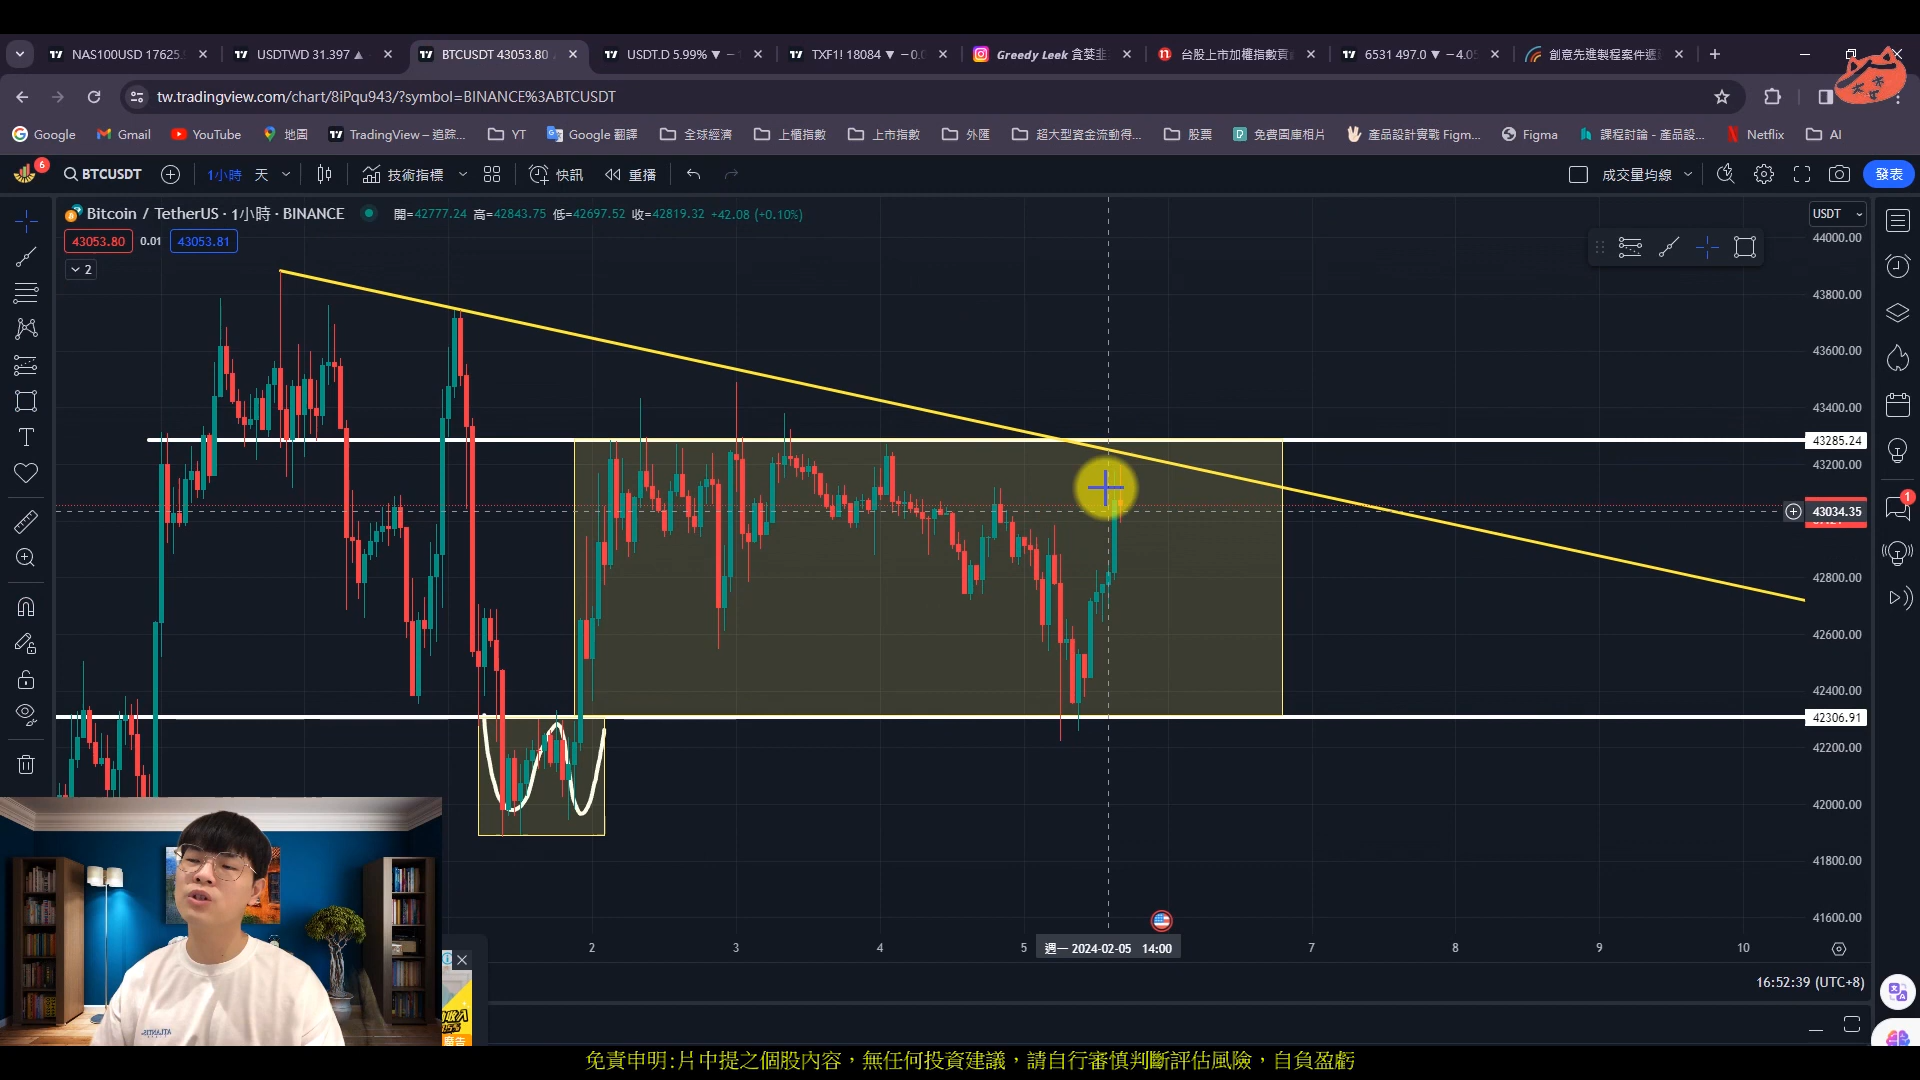 NAS100USD 17625.
USDTWD 31.397 ▲
BTCUSDT 43053.80
USDT.D 5.99% ▼ −
TXF1! 18084 ▼ −0.
Greedy Leek 貪婪韭
台股上市加權指數頁
6531 497.0 ▼ −4.0
創意先進製程案件遞
tw.tradingview.com/chart/8iPqu943/?symbol=BINANCE%3ABTCUSDT
Google
Gmail
YouTube
地圖
TradingView – 追踪...
YT
Google 翻譯
全球經濟
上櫃指數
上市指數
外匯
超大型資金流動得...
股票
免費圖庫相片
產品設計實戰 Figm...
Figma
課程討論 - 產品設...
Netflix
AI
6
BTCUSDT
1小時
天
技術指標
快訊
重播
成交量均線
發表
Bitcoin / TetherUS · 1小時 · BINANCE
開=42777.24 高=42843.75 低=42697.52 收=42819.32 +42.08 (+0.10%)
43053.80
0.01
43053.81
2
USDT
44000.00
43800.00
43600.00
43400.00
43285.24
43200.00
43034.35
42800.00
42600.00
42400.00
42306.91
42200.00
42000.00
41800.00
41600.00
1
2
3
4
5
週一 2024-02-05 14:00
7
8
9
10
16:52:39 (UTC+8)
免責申明:片中提之個股內容，無任何投資建議，請自行審慎判斷評估風險，自負盈虧